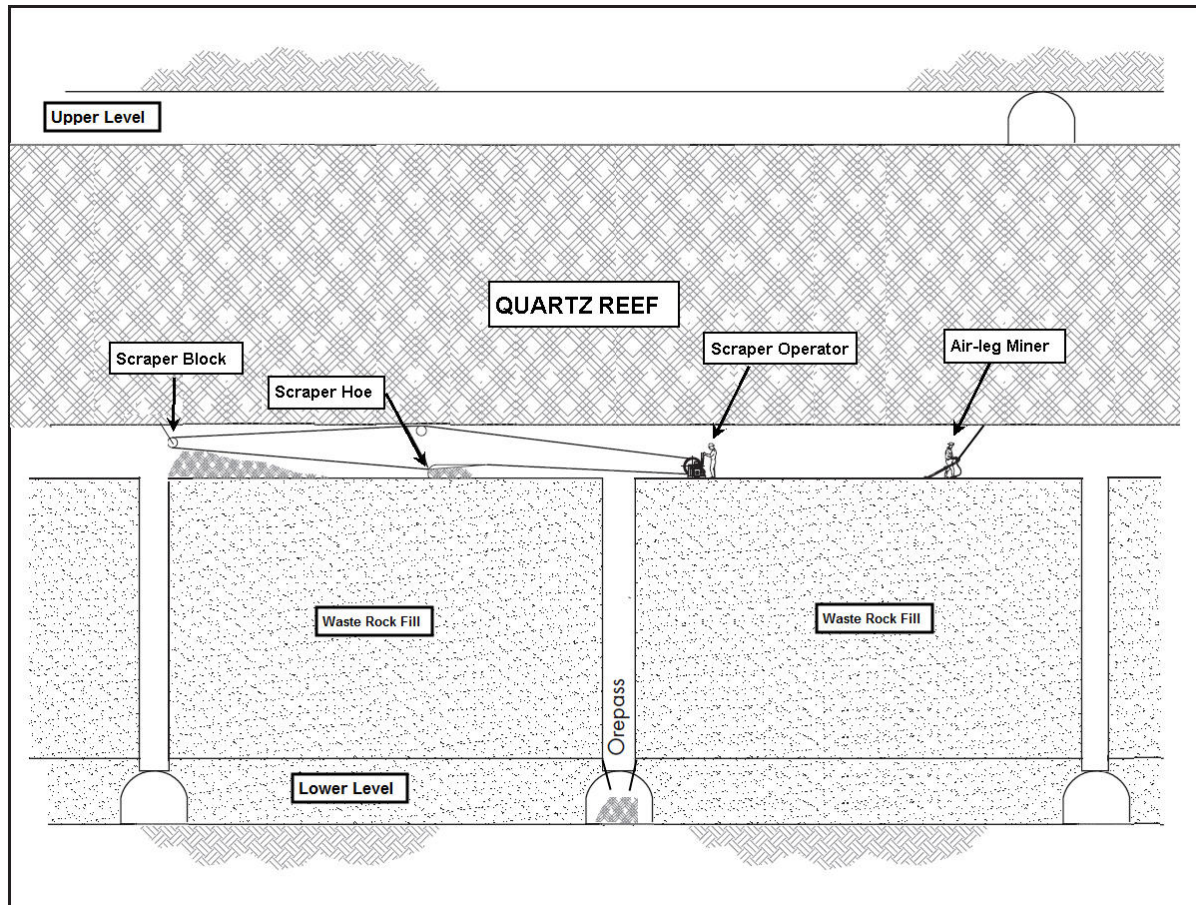 Upper Level
QUARTZ REEF
Scraper Block
Scraper Operator
Air-leg Miner
Scraper Hoe
Waste Rock Fill
Waste Rock Fill
Orepass
Lower Level